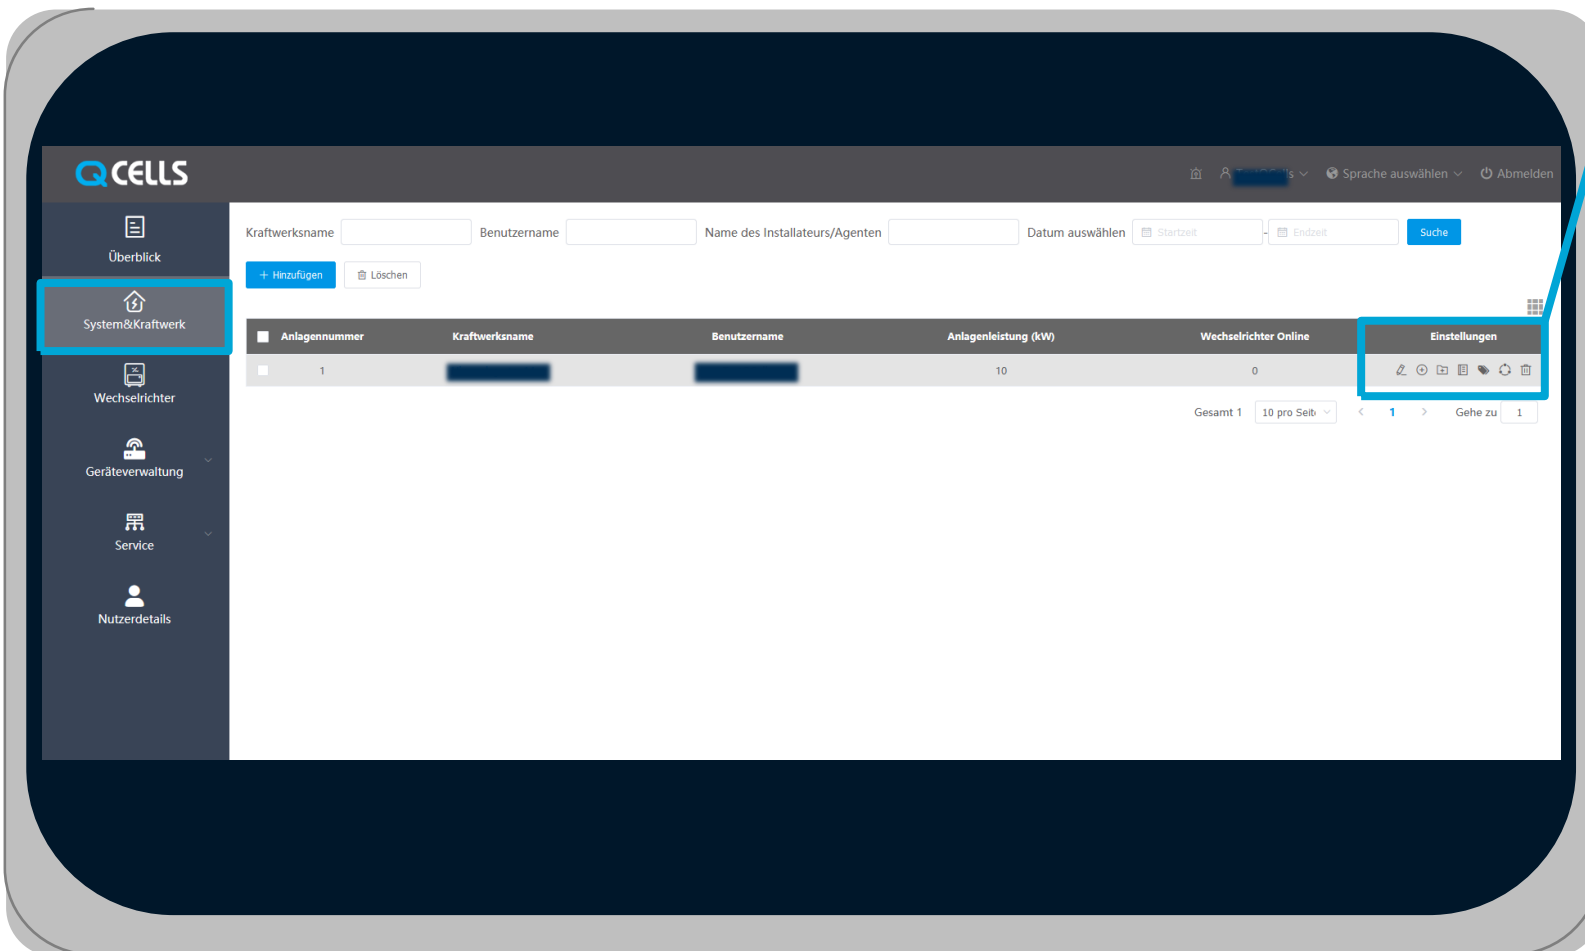 QCELLS
Sprache auswählen
Abmelden
Überblick
System&Kraftwerk
Wechselrichter
Geräteverwaltung
Service
Nutzerdetails
Kraftwerksname
Benutzername
Name des Installateurs/Agenten
Datum auswählen
Startzeit
-
Endzeit
Suche
+ Hinzufügen
Löschen
Anlagennummer
Kraftwerksname
Benutzername
Anlagenleistung (kW)
Wechselrichter Online
Einstellungen
1
10
0
Gesamt 1
10 pro Seit
< 1 >
Gehe zu
1